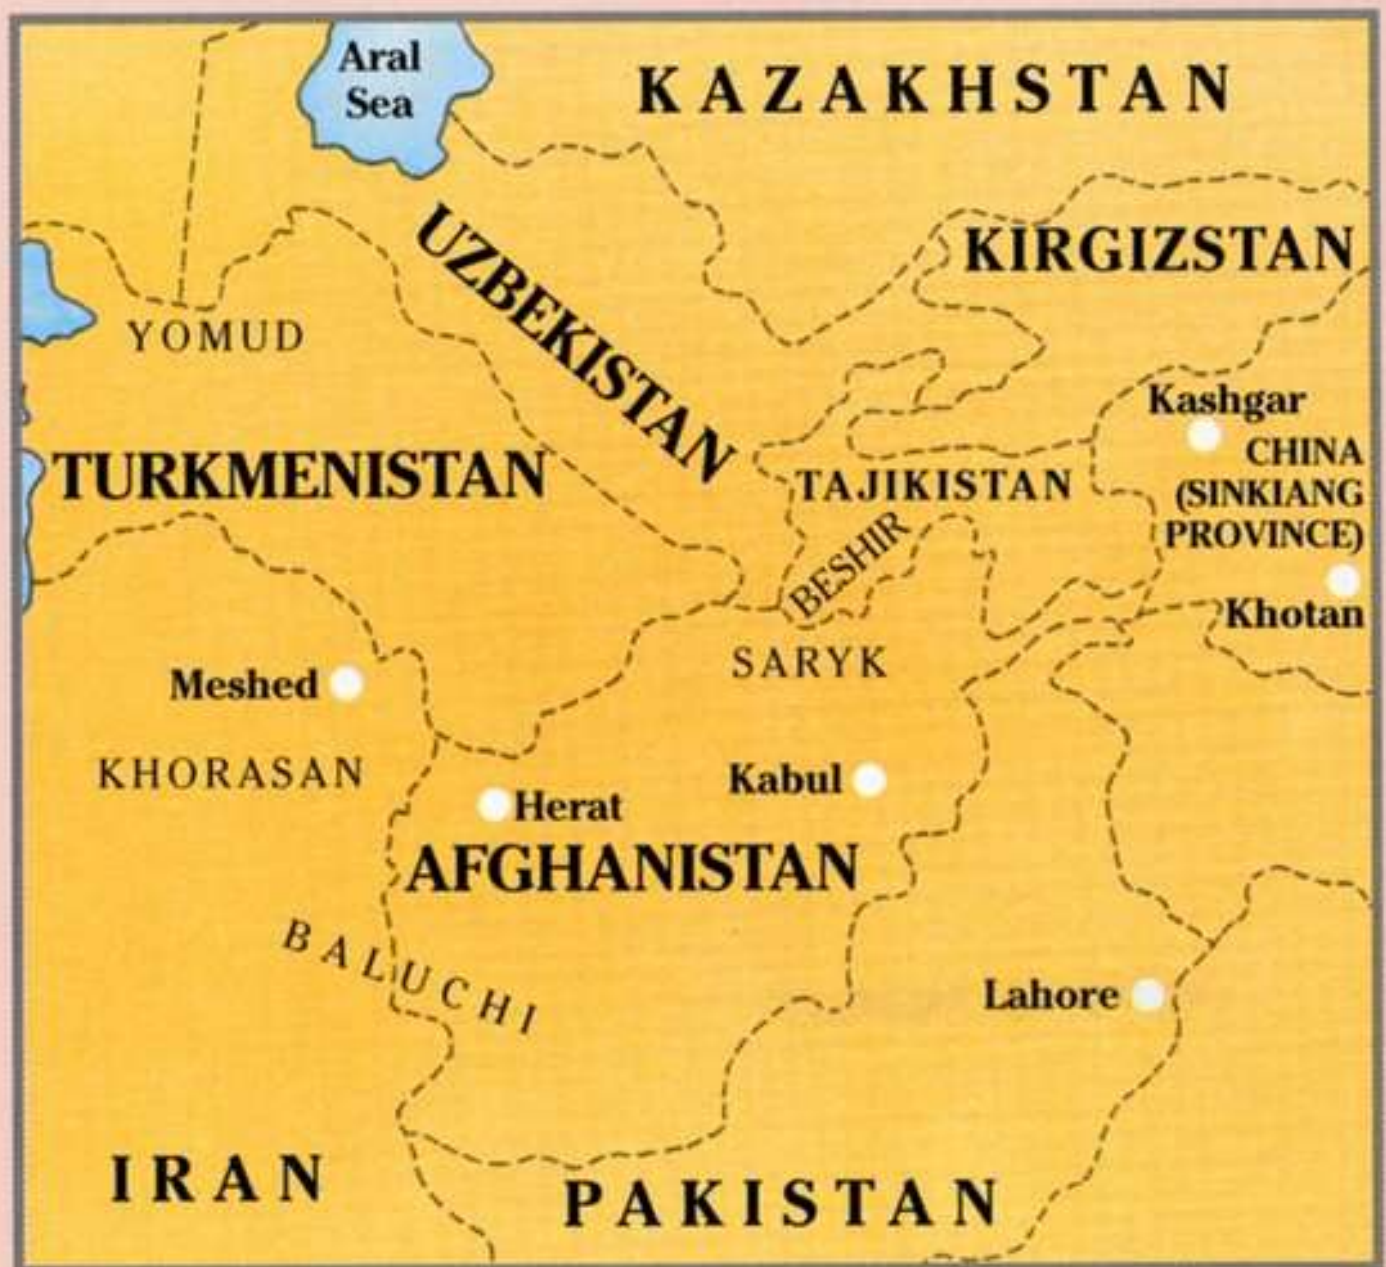 Aral
Sea
KAZAKHSTAN
UZBEKISTAN
KIRGIZSTAN
YOMUD
Kashgar
TURKMENISTAN
CHINA
(SINKIANG
PROVINCE)
TAJIKISTAN
BESHIR
Khotan
SARYK
Meshed
KHORASAN
Kabul
Herat
AFGHANISTAN
BALUCHI
Lahore
IRAN
PAKISTAN